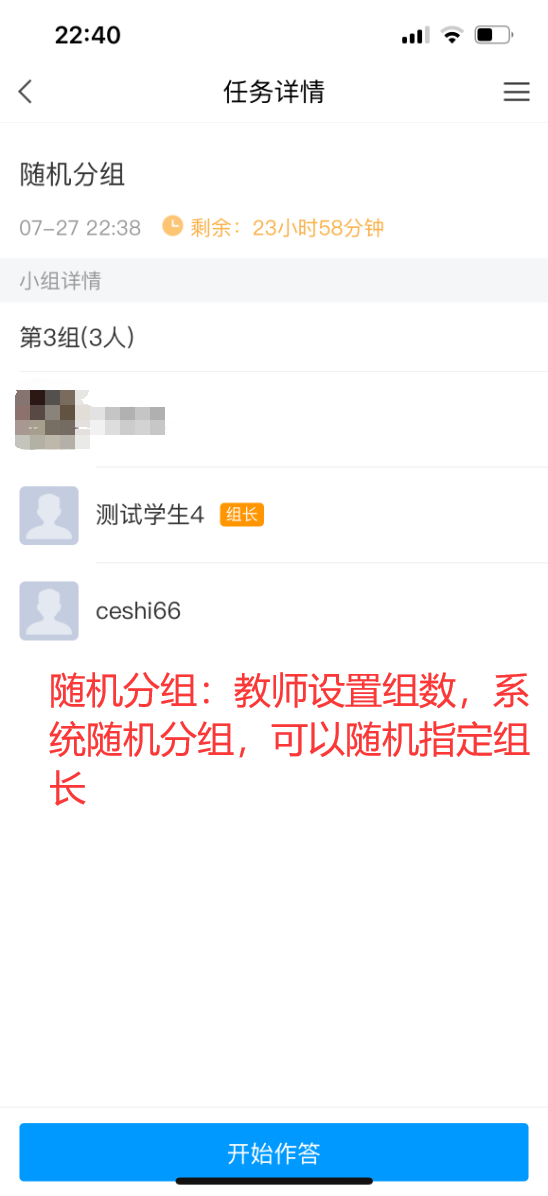 22:40
任务详情
随机分组
07-27 22:38 剩余：23小时58分钟
小组详情
第3组(3人)
测试学生4 组长
ceshi66
随机分组：教师设置组数，系
统随机分组，可以随机指定组
长
开始作答